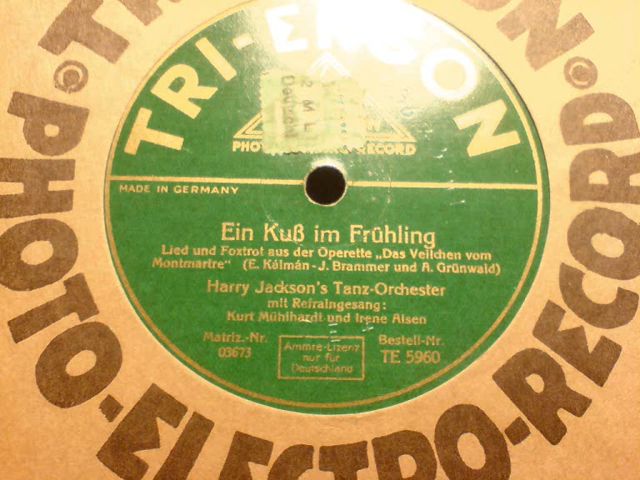 TRI-ERGON
PHOTO-ELECTRO-RECORD
MADE IN GERMANY
Ein Kuß im Frühling
Lied und Foxtrot aus der Operette „Das Veilchen vom
Montmartre“ (E. Kálmán - J. Brammer und A. Grünwald)
Harry Jackson's Tanz-Orchester
mit Refraingesang:
Kurt Mühlhardt und Irene Aisen
Matriz.-Nr. Bestell-Nr.
03673 TE 5960
Ammre-Lizenz
nur für
Deutschland
© PHOTO-ELECTRO-RECORD ©